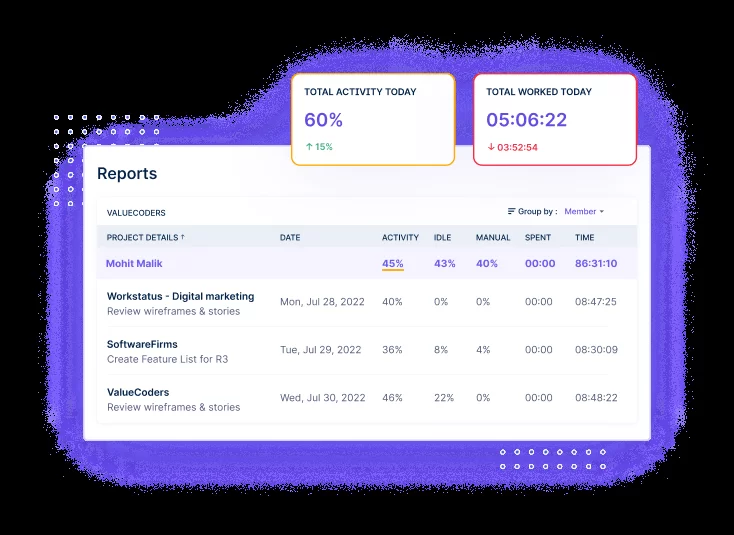 TOTAL ACTIVITY TODAY
60%
↑ 15%
TOTAL WORKED TODAY
05:06:22
↓ 03:52:54
Reports
VALUECODERS
Group by : Member
PROJECT DETAILS ↑ DATE ACTIVITY IDLE MANUAL SPENT TIME
Mohit Malik 45% 43% 40% 00:00 86:31:10
Workstatus - Digital marketing
Review wireframes & stories
Mon, Jul 28, 2022 40% 0% 0% 00:00 08:47:25
SoftwareFirms
Create Feature List for R3
Tue, Jul 29, 2022 36% 8% 4% 00:00 08:30:09
ValueCoders
Review wireframes & stories
Wed, Jul 30, 2022 46% 22% 0% 00:00 08:48:22